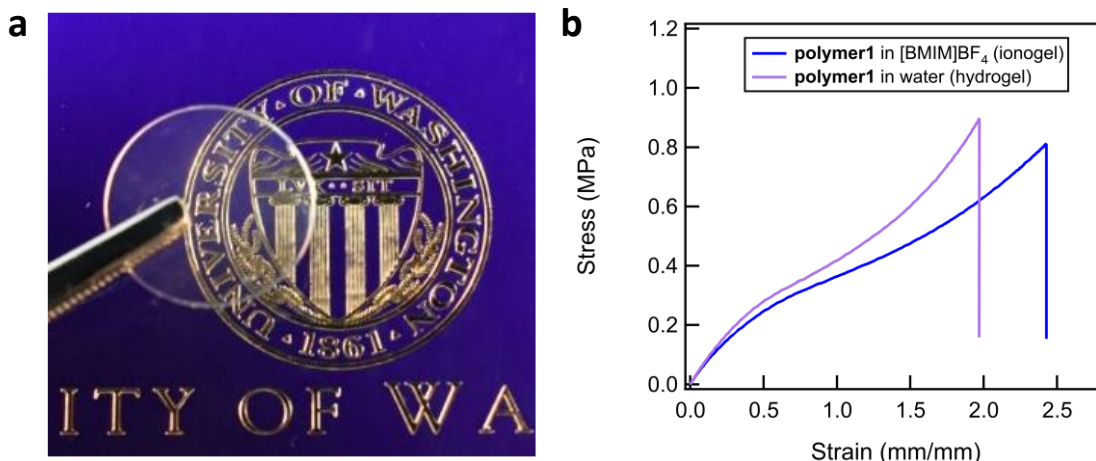 a
UNIVERSITY · OF · WASHINGTON
LVX ·· SIT
· 1861 ·
ITY OF WA
b
polymer1 in [BMIM]BF₄ (ionogel)
polymer1 in water (hydrogel)
Stress (MPa)
1.2
1.0
0.8
0.6
0.4
0.2
0.0
0.0 0.5 1.0 1.5 2.0 2.5
Strain (mm/mm)